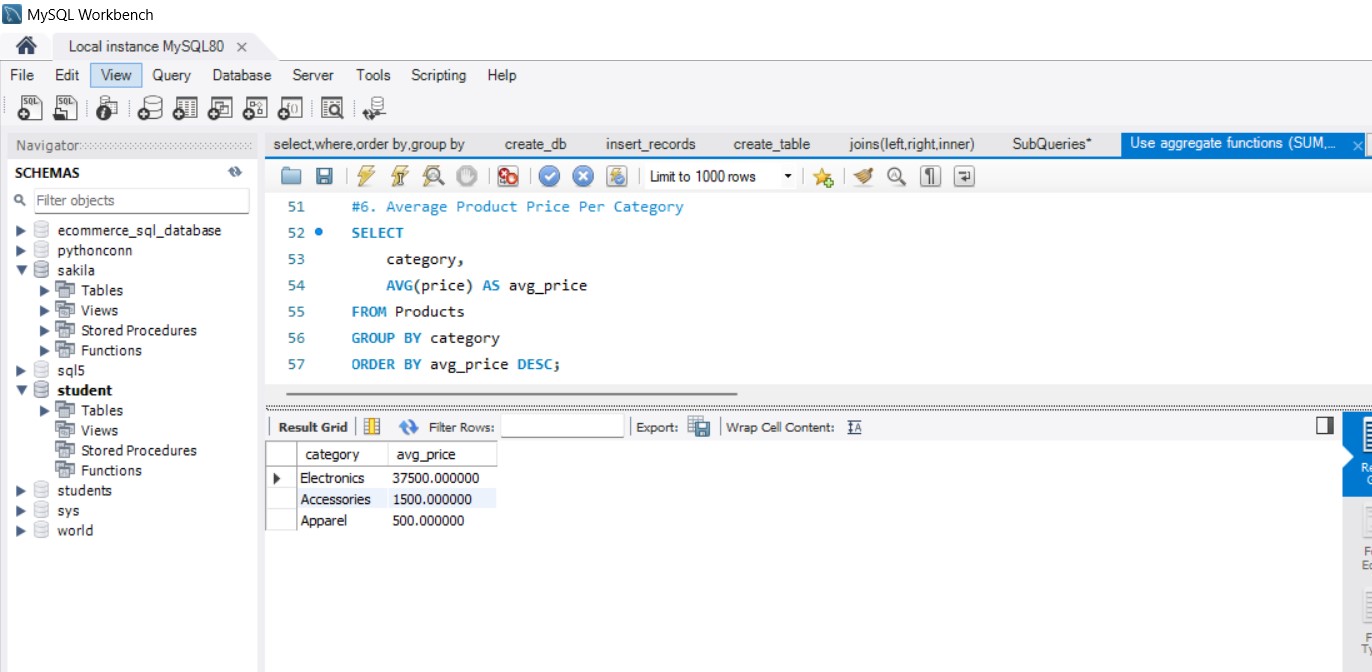 MySQL Workbench
Local instance MySQL80
File Edit View Query Database Server Tools Scripting Help
Navigator
SCHEMAS
Filter objects
ecommerce_sql_database
pythonconn
sakila
Tables
Views
Stored Procedures
Functions
sql5
student
Tables
Views
Stored Procedures
Functions
students
sys
world
select,where,order by,group by create_db insert_records create_table joins(left,right,inner) SubQueries* Use aggregate functions (SUM,...
Limit to 1000 rows
51 #6. Average Product Price Per Category
52 SELECT
53 category,
54 AVG(price) AS avg_price
55 FROM Products
56 GROUP BY category
57 ORDER BY avg_price DESC;
Result Grid Filter Rows: Export: Wrap Cell Content:
category avg_price
Electronics 37500.000000
Accessories 1500.000000
Apparel 500.000000